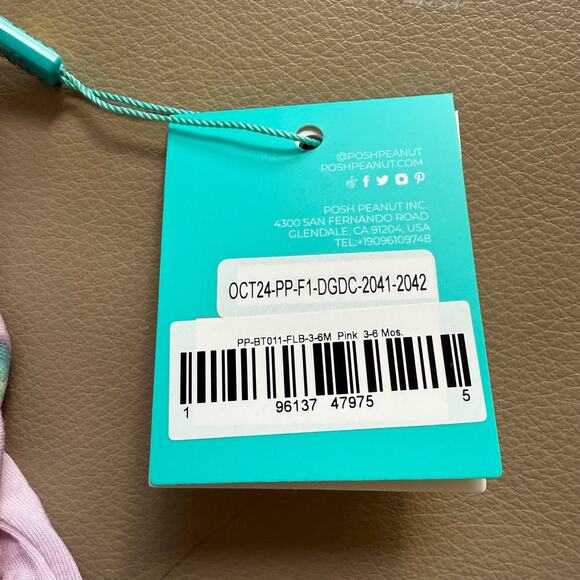 @POSHPEANUT
POSHPEANUT.COM
POSH PEANUT INC
4300 SAN FERNANDO ROAD
GLENDALE, CA 91204, USA
TEL:+19096109748
OCT24-PP-F1-DGDC-2041-2042
PP-BT011-FLB-3-6M Pink 3-6 Mos.
1 96137 47975 5